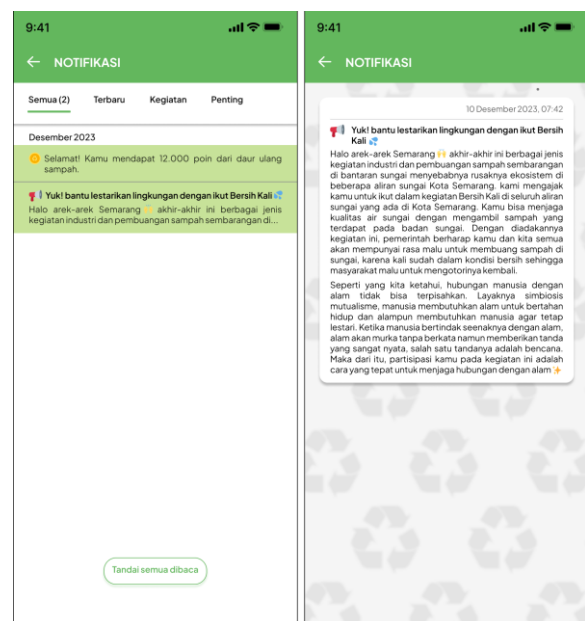 9:41
← NOTIFIKASI
Semua (2) Terbaru Kegiatan Penting
Desember 2023
Selamat! Kamu mendapat 12.000 poin dari daur ulang
sampah.
📢❗ Yuk! bantu lestarikan lingkungan dengan ikut Bersih Kali 💦
Halo arek-arek Semarang 🙌 akhir-akhir ini berbagai jenis
kegiatan industri dan pembuangan sampah sembarangan di...
Tandai semua dibaca
9:41
← NOTIFIKASI
10 Desember 2023, 07:42
📢❗ Yuk! bantu lestarikan lingkungan dengan ikut Bersih
Kali 💦
Halo arek-arek Semarang 🙌 akhir-akhir ini berbagai jenis
kegiatan industri dan pembuangan sampah sembarangan
di bantaran sungai menyebabnya rusaknya ekosistem di
beberapa aliran sungai Kota Semarang. kami mengajak
kamu untuk ikut dalam kegiatan Bersih Kali di seluruh aliran
sungai yang ada di Kota Semarang. Kamu bisa menjaga
kualitas air sungai dengan mengambil sampah yang
terdapat pada badan sungai. Dengan diadakannya
kegiatan ini, pemerintah berharap kamu dan kita semua
akan mempunyai rasa malu untuk membuang sampah di
sungai, karena kali sudah dalam kondisi bersih sehingga
masyarakat malu untuk mengotorinya kembali.
Seperti yang kita ketahui, hubungan manusia dengan
alam tidak bisa terpisahkan. Layaknya simbiosis
mutualisme, manusia membutuhkan alam untuk bertahan
hidup dan alampun membutuhkan manusia agar tetap
lestari. Ketika manusia bertindak seenaknya dengan alam,
alam akan murka tanpa berkata namun memberikan tanda
yang sangat nyata, salah satu tandanya adalah bencana.
Maka dari itu, partisipasi kamu pada kegiatan ini adalah
cara yang tepat untuk menjaga hubungan dengan alam ✨